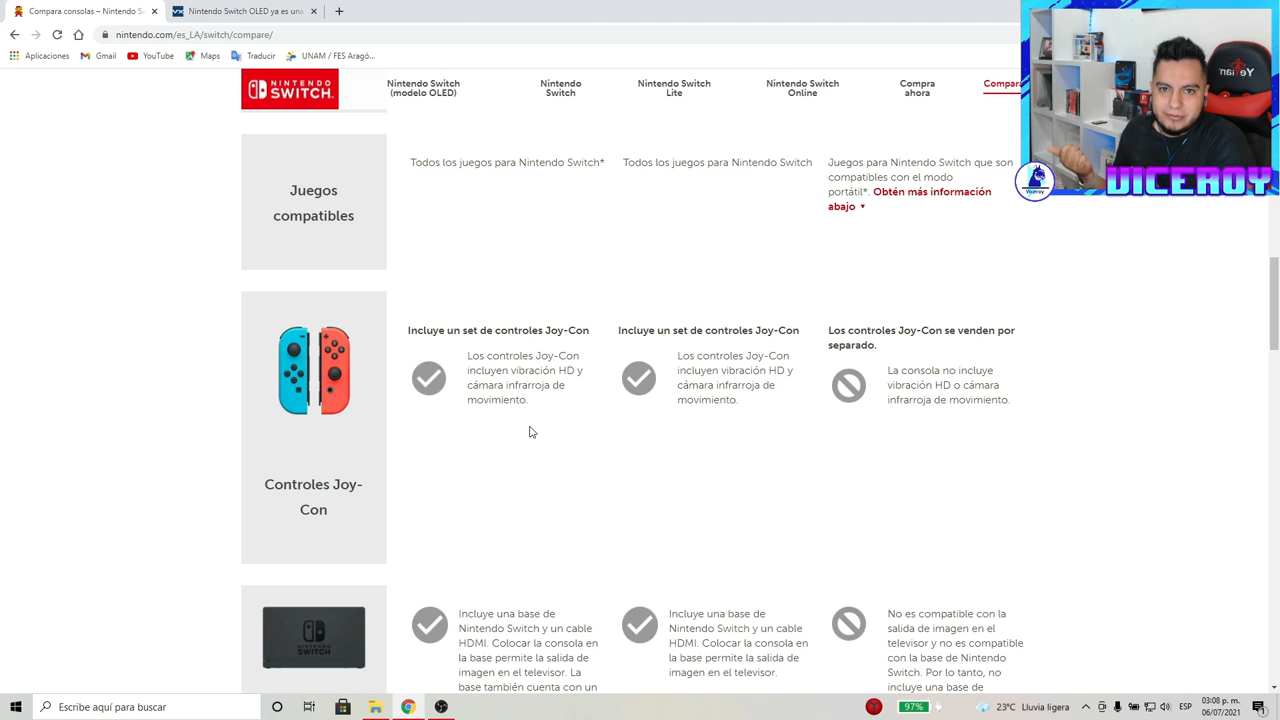 Compara consolas – Nintendo S
Nintendo Switch OLED ya es una
nintendo.com/es_LA/switch/compare/
Aplicaciones
Gmail
YouTube
Maps
Traducir
UNAM / FES Aragó...
NINTENDO
SWITCH
Nintendo Switch
(modelo OLED)
Nintendo
Switch
Nintendo Switch
Lite
Nintendo Switch
Online
Compra
ahora
Compara
Yeyian
VICEROY
Viceroy
Juegos
compatibles
Todos los juegos para Nintendo Switch*
Todos los juegos para Nintendo Switch
Juegos para Nintendo Switch que son
compatibles con el modo
portátil*. Obtén más información
abajo ▼
Controles Joy-
Con
Incluye un set de controles Joy-Con
Los controles Joy-Con
incluyen vibración HD y
cámara infrarroja de
movimiento.
Incluye un set de controles Joy-Con
Los controles Joy-Con
incluyen vibración HD y
cámara infrarroja de
movimiento.
Los controles Joy-Con se venden por
separado.
La consola no incluye
vibración HD o cámara
infrarroja de movimiento.
NINTENDO
SWITCH
Incluye una base de
Nintendo Switch y un cable
HDMI. Colocar la consola en
la base permite la salida de
imagen en el televisor. La
base también cuenta con un
Incluye una base de
Nintendo Switch y un cable
HDMI. Colocar la consola en
la base permite la salida de
imagen en el televisor.
No es compatible con la
salida de imagen en el
televisor y no es compatible
con la base de Nintendo
Switch. Por lo tanto, no
incluye una base de
Escribe aquí para buscar
97%
23°C Lluvia ligera
ESP
03:08 p. m.
06/07/2021
1